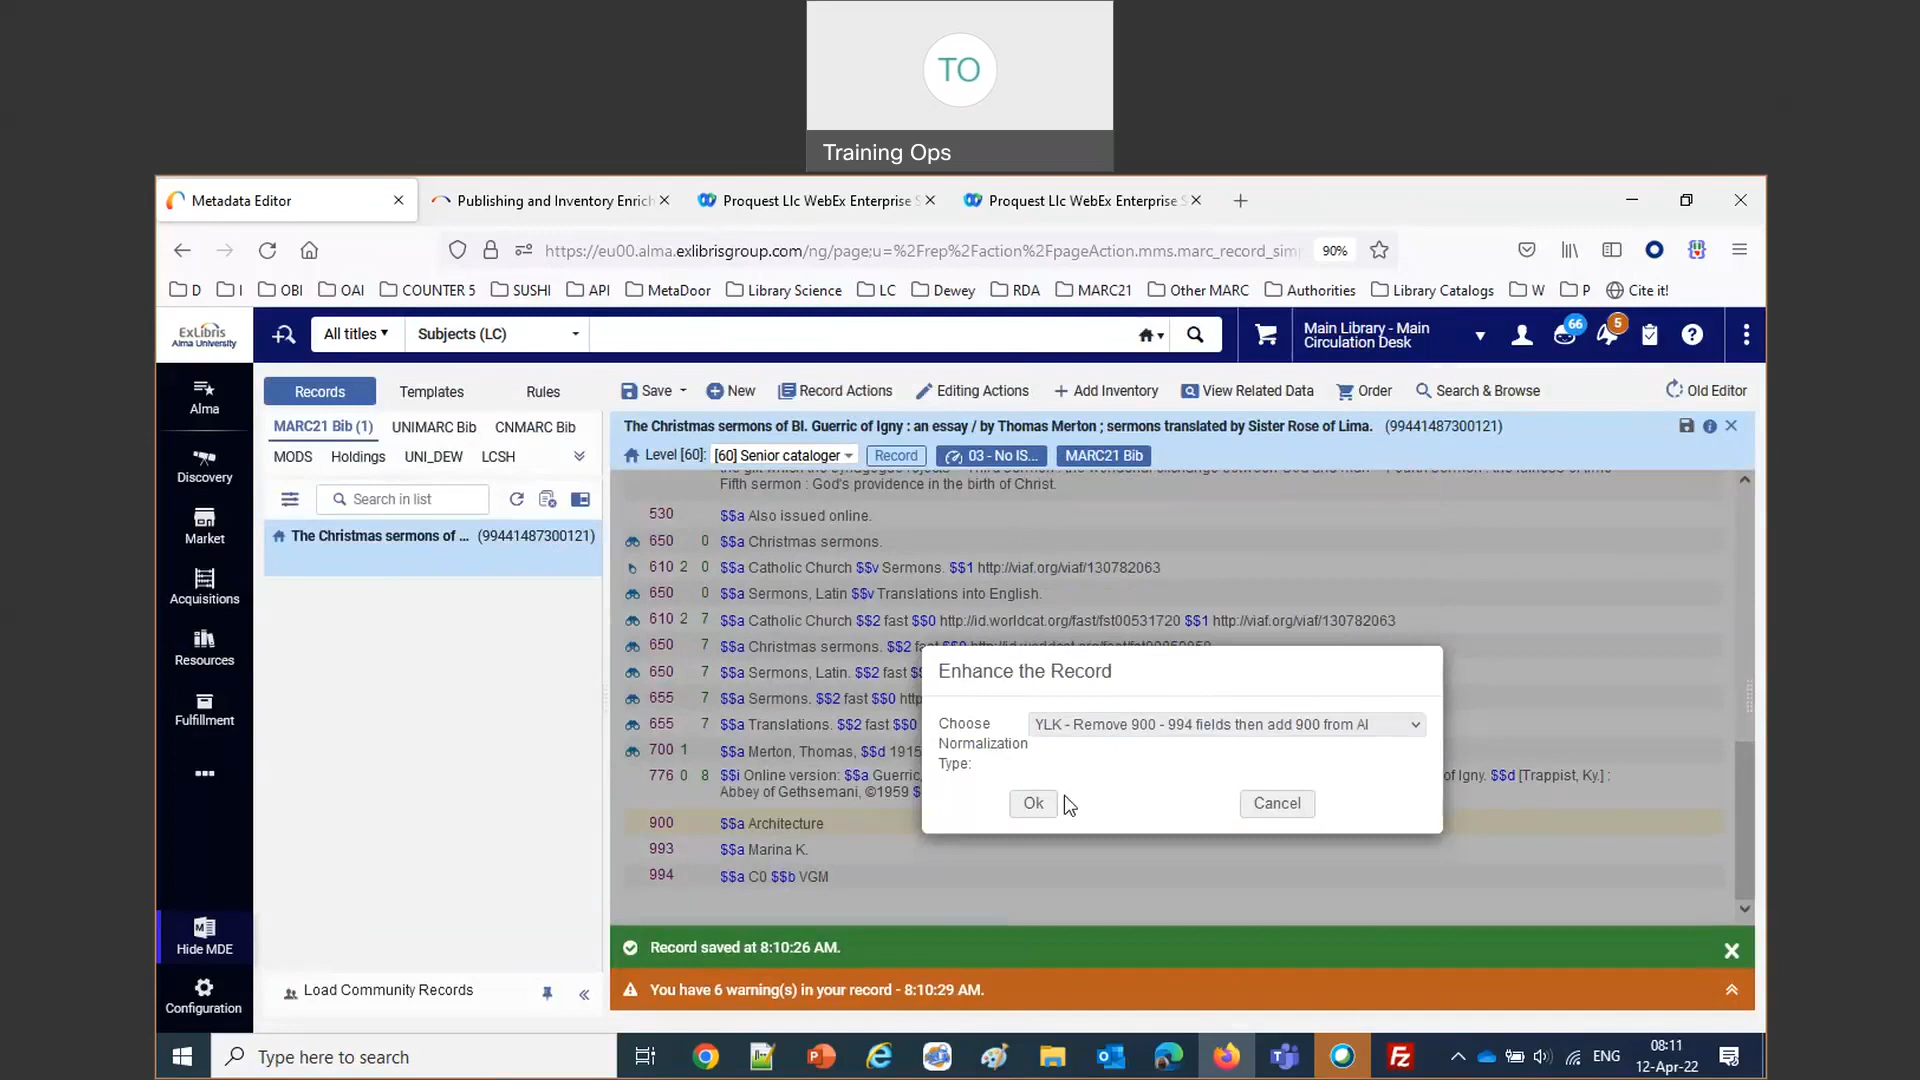 TO
Training Ops
Metadata Editor
Publishing and Inventory Enrich
Proquest Llc WebEx Enterprise S
Proquest Llc WebEx Enterprise S
https://eu00.alma.exlibrisgroup.com/ng/page;u=%2Frep%2Faction%2FpageAction.mms.marc_record_sim
90%
D
I
OBI
OAI
COUNTER 5
SUSHI
API
MetaDoor
Library Science
LC
Dewey
RDA
MARC21
Other MARC
Authorities
Library Catalogs
W
P
Cite it!
ExLibris
Alma University
All titles
Subjects (LC)
Main Library - Main
Circulation Desk
66
5
Alma
Discovery
Market
Acquisitions
Resources
Fulfillment
Hide MDE
Configuration
Records
Templates
Rules
MARC21 Bib (1)
UNIMARC Bib
CNMARC Bib
MODS
Holdings
UNI_DEW
LCSH
Search in list
The Christmas sermons of ... (99441487300121)
Load Community Records
Save
New
Record Actions
Editing Actions
Add Inventory
View Related Data
Order
Search & Browse
Old Editor
The Christmas sermons of Bl. Guerric of Igny : an essay / by Thomas Merton ; sermons translated by Sister Rose of Lima. (99441487300121)
Level [60]: [60] Senior cataloger
Record
03 - No IS...
MARC21 Bib
Fifth sermon : God's providence in the birth of Christ.
530 $$a Also issued online.
650 0 $$a Christmas sermons.
610 2 0 $$a Catholic Church $$v Sermons. $$1 http://viaf.org/viaf/130782063
650 0 $$a Sermons, Latin $$v Translations into English.
610 2 7 $$a Catholic Church $$2 fast $$0 http://id.worldcat.org/fast/fst00531720 $$1 http://viaf.org/viaf/130782063
650 7 $$a Christmas sermons. $$2 fast
650 7 $$a Sermons, Latin. $$2 fast
655 7 $$a Sermons. $$2 fast $$0 http
655 7 $$a Translations. $$2 fast $$0
700 1 $$a Merton, Thomas, $$d 1915
776 0 8 $$i Online version: $$a Guerric, of Igny. $$d [Trappist, Ky.] :
Abbey of Gethsemani, ©1959
900 $$a Architecture
993 $$a Marina K.
994 $$a C0 $$b VGM
Enhance the Record
Choose
Normalization
Type:
YLK - Remove 900 - 994 fields then add 900 from Al
Ok
Cancel
Record saved at 8:10:26 AM.
You have 6 warning(s) in your record - 8:10:29 AM.
Type here to search
ENG
08:11
12-Apr-22